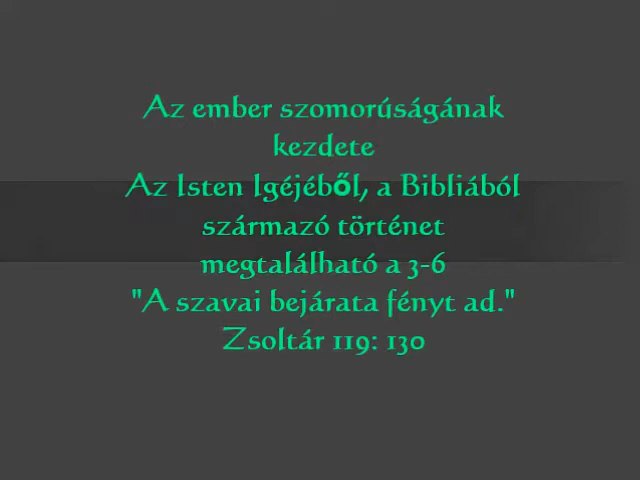 Az ember szomorúságának
kezdete
Az Isten Igéjéből, a Bibliából
származó történet
megtalálható a 3-6
"A szavai bejárata fényt ad."
Zsoltár 119: 130